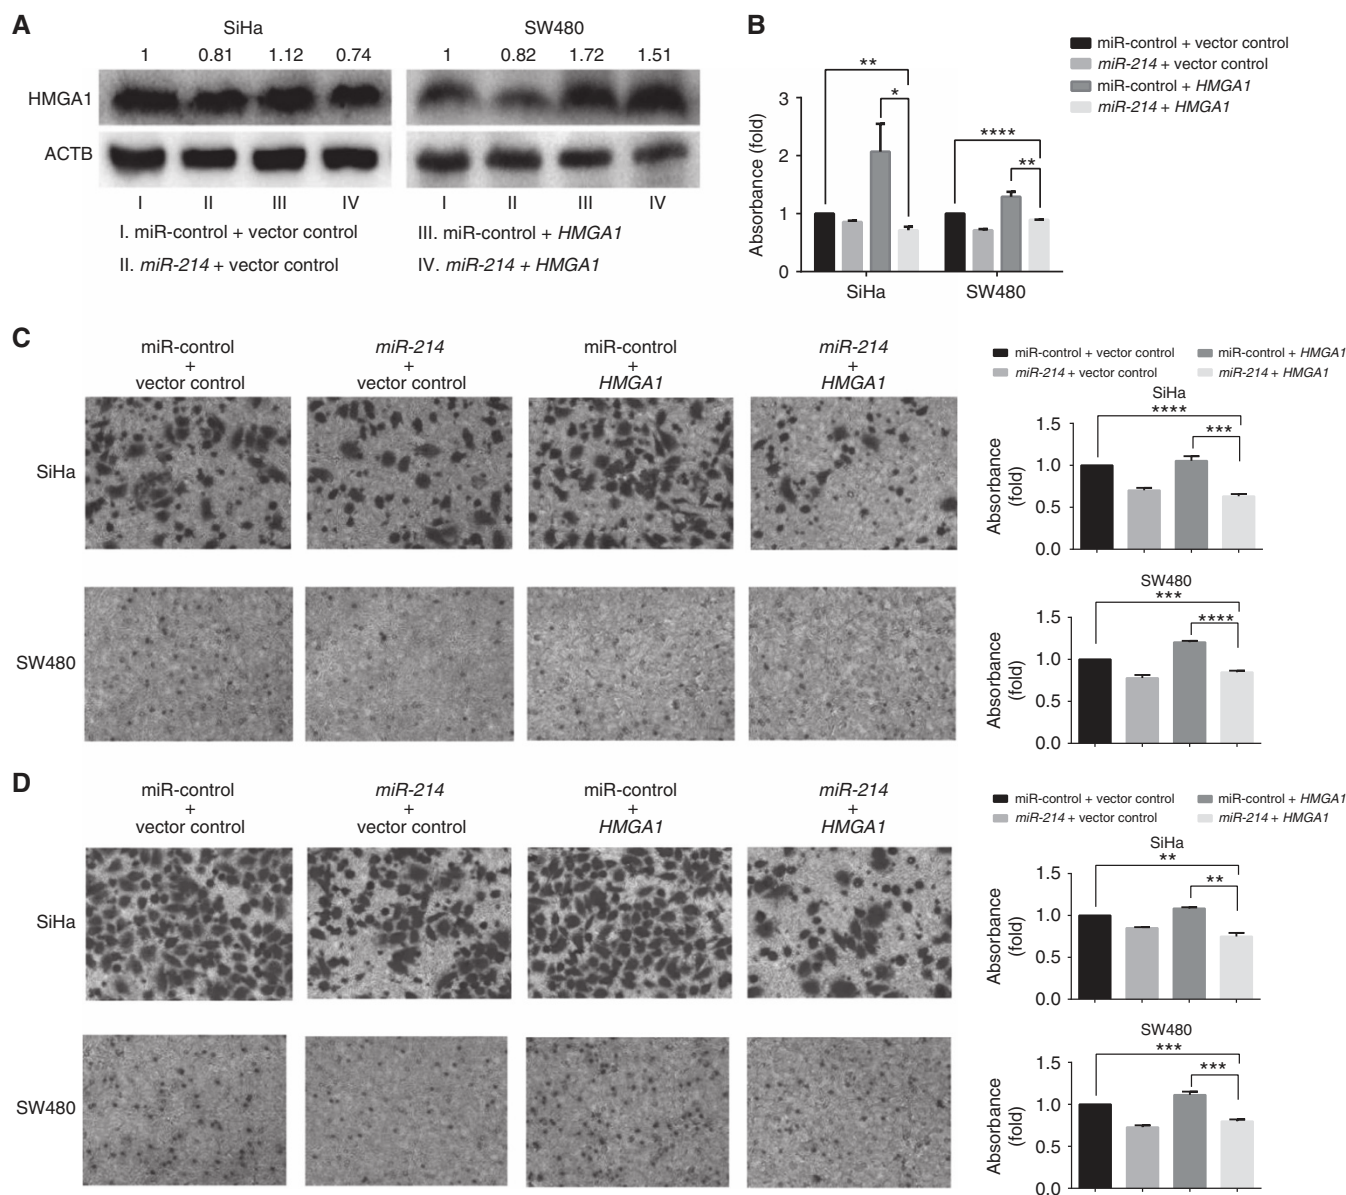 A
SiHa
SW480
1 0.81 1.12 0.74
1 0.82 1.72 1.51
HMGA1
ACTB
I II III IV
I II III IV
I. miR-control + vector control
II. miR-214 + vector control
III. miR-control + HMGA1
IV. miR-214 + HMGA1
B
miR-control + vector control
miR-214 + vector control
miR-control + HMGA1
miR-214 + HMGA1
Absorbance (fold)
3
2
1
0
**
*
****
**
SiHa
SW480
C
miR-control
+
vector control
miR-214
+
vector control
miR-control
+
HMGA1
miR-214
+
HMGA1
SiHa
SW480
miR-control + vector control
miR-214 + vector control
miR-control + HMGA1
miR-214 + HMGA1
SiHa
****
***
Absorbance
(fold)
1.5
1.0
0.5
0.0
SW480
***
****
Absorbance
(fold)
1.5
1.0
0.5
0.0
D
miR-control
+
vector control
miR-214
+
vector control
miR-control
+
HMGA1
miR-214
+
HMGA1
SiHa
SW480
miR-control + vector control
miR-214 + vector control
miR-control + HMGA1
miR-214 + HMGA1
SiHa
**
**
Absorbance
(fold)
1.5
1.0
0.5
0.0
SW480
***
***
Absorbance
(fold)
1.5
1.0
0.5
0.0